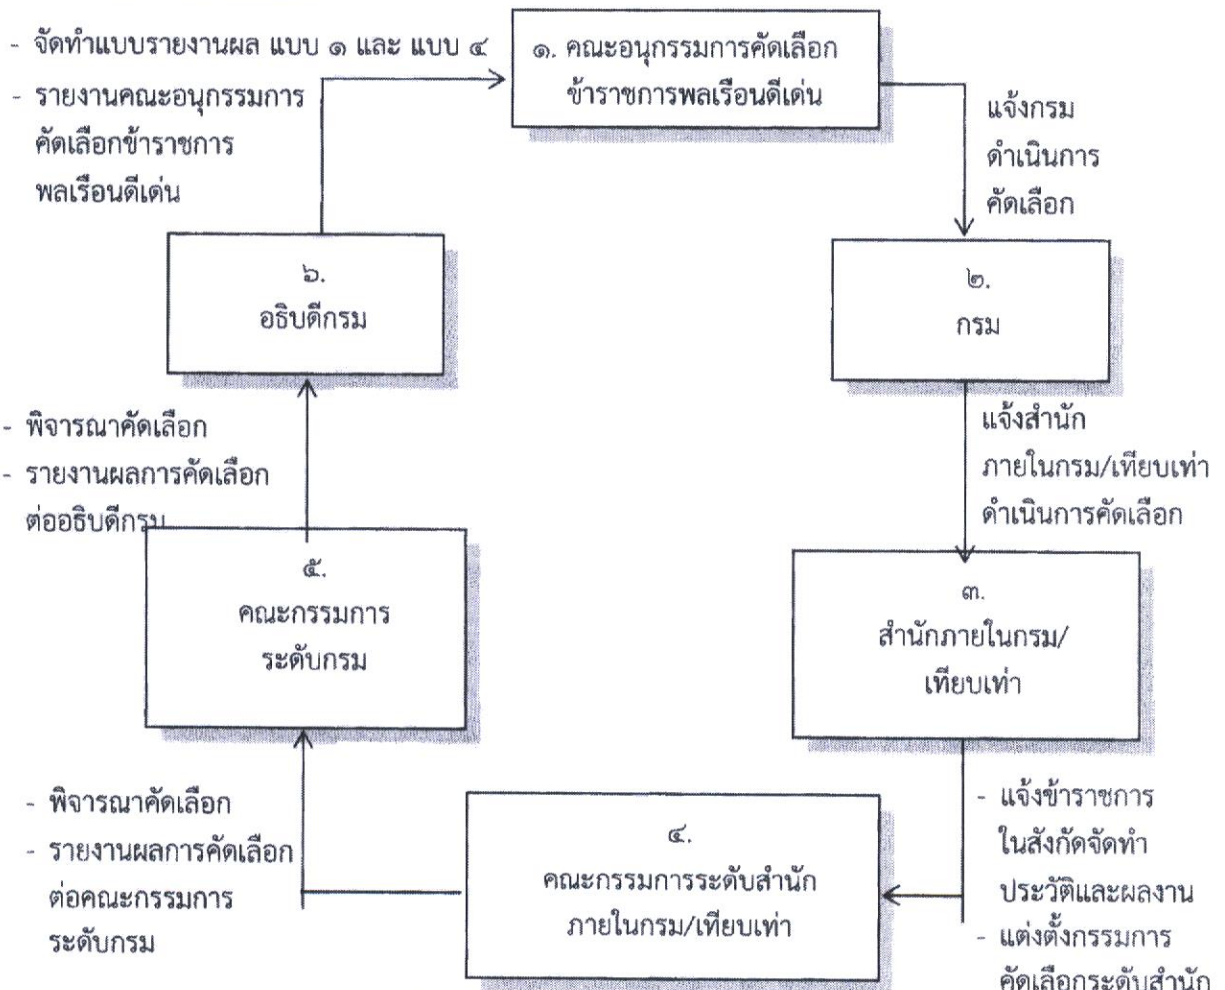 - จัดทำแบบรายงานผล แบบ ๑ และ แบบ ๔
- รายงานคณะอนุกรรมการ
คัดเลือกข้าราชการ
พลเรือนดีเด่น
๑. คณะอนุกรรมการคัดเลือก
ข้าราชการพลเรือนดีเด่น
แจ้งกรม
ดำเนินการ
คัดเลือก
๖.
อธิบดีกรม
๒.
กรม
- พิจารณาคัดเลือก
- รายงานผลการคัดเลือก
ต่ออธิบดีกรม
แจ้งสำนัก
ภายในกรม/เทียบเท่า
ดำเนินการคัดเลือก
๕.
คณะกรรมการ
ระดับกรม
๓.
สำนักภายในกรม/
เทียบเท่า
- พิจารณาคัดเลือก
- รายงานผลการคัดเลือก
ต่อคณะกรรมการ
ระดับกรม
๔.
คณะกรรมการระดับสำนัก
ภายในกรม/เทียบเท่า
- แจ้งข้าราชการ
ในสังกัดจัดทำ
ประวัติและผลงาน
- แต่งตั้งกรรมการ
คัดเลือกระดับสำนัก